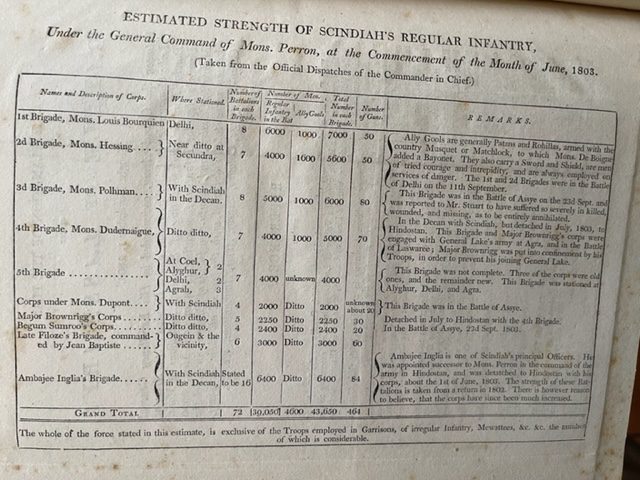 ESTIMATED STRENGTH OF SCINDIAH'S REGULAR INFANTRY,
Under the General Command of Mons. Perron, at the Commencement of the Month of June, 1803.
(Taken from the Official Dispatches of the Commander in Chief.)
Names and Description of Corps. Where Stationed. Number of Battalions in each Brigade. Number of Men. Regular Infantry in the Bat AllyGools Total Number in each Brigade. Number of Guns. REMARKS.
1st Brigade, Mons. Louis Bourquien Delhi, 8 6000 1000 7000 50
2d Brigade, Mons. Hessing.... Near ditto at Secundra, 7 4000 1000 5600 50
Ally Gools are generally Patans and Rohillas, armed with the
country Musquet or Matchlock, to which Mons. De Boigne
added a Bayonet. They also carry a Sword and Shield, are men
of tried courage and intrepidity, and are always employed on
services of danger. The 1st and 2d Brigades were in the Battle
of Delhi on the 11th September.
3d Brigade, Mons. Polhman.... With Scindiah in the Decan. 8 5000 1000 6000 80
This Brigade was in the Battle of Assye on the 23d Sept. and
was reported by Mr. Stuart to have suffered so severely in killed,
wounded, and missing, as to be entirely annihilated.
4th Brigade, Mons. Dudernaigue, Ditto ditto, 7 4000 1000 5000 70
In the Decan with Scindiah, but detached in July, 1803, to
Hindostan. This Brigade and Major Brownrig's corps were
engaged with General Lake's army at Agra, and in the Battle
of Laswaree; Major Brownrig was put into confinement by his
Troops, in order to prevent his joining General Lake.
5th Brigade ............... At Coel, Alyghur, 2 Delhi, 2 Agrah, 3 7 4000 unknown 4000
This Brigade was not complete. Three of the corps were old
ones, and the remainder new. This Brigade was stationed at
Alyghur, Delhi, and Agra.
Corps under Mons. Dupont.... With Scindiah 4 2000 Ditto 2000 unknown about 20 This Brigade was in the Battle of Assye.
Major Brownrigg's Corps........ Ditto ditto, 5 2250 Ditto 2250 30 Detached in July to Hindostan with the 4th Brigade.
Begum Sumroo's Corps......... Ditto ditto, 4 2400 Ditto 2400 20 In the Battle of Assye, 23d Sept. 1803.
Late Filoze's Brigade, commanded by Jean Baptiste..... Ougein & the vicinity, 6 3000 Ditto 3000 60
Ambajee Inglia's Brigade...... With Scindiah in the Decan, Stated to be 16 6400 Ditto 6400 84
Ambajee Inglia is one of Scindiah's principal Officers. He
was appointed successor to Mons. Perron in the command of the
army in Hindostan, and was detached to Hindostan with his
corps, about the 1st of June, 1803. The strength of these Battalions
is taken from a return in 1802. There is however reason
to believe, that the corps have since been much increased.
GRAND TOTAL 72 39,050 4600 43,650 464
The whole of the force stated in this estimate, is exclusive of the Troops employed in Garrisons, of irregular Infantry, Mewattees, &c. &c. the number
of which is considerable.